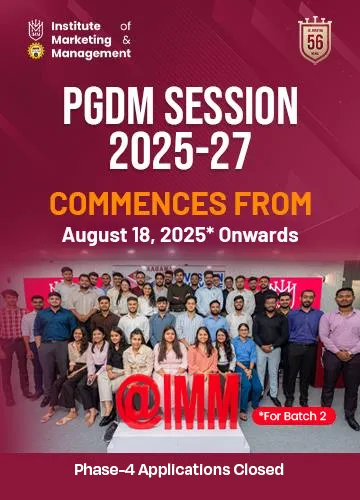 Institute of
Marketing &
Management
56
PGDM SESSION
2025-27
COMMENCES FROM
August 18, 2025* Onwards
@IMM
*For Batch 2
Phase-4 Applications Closed